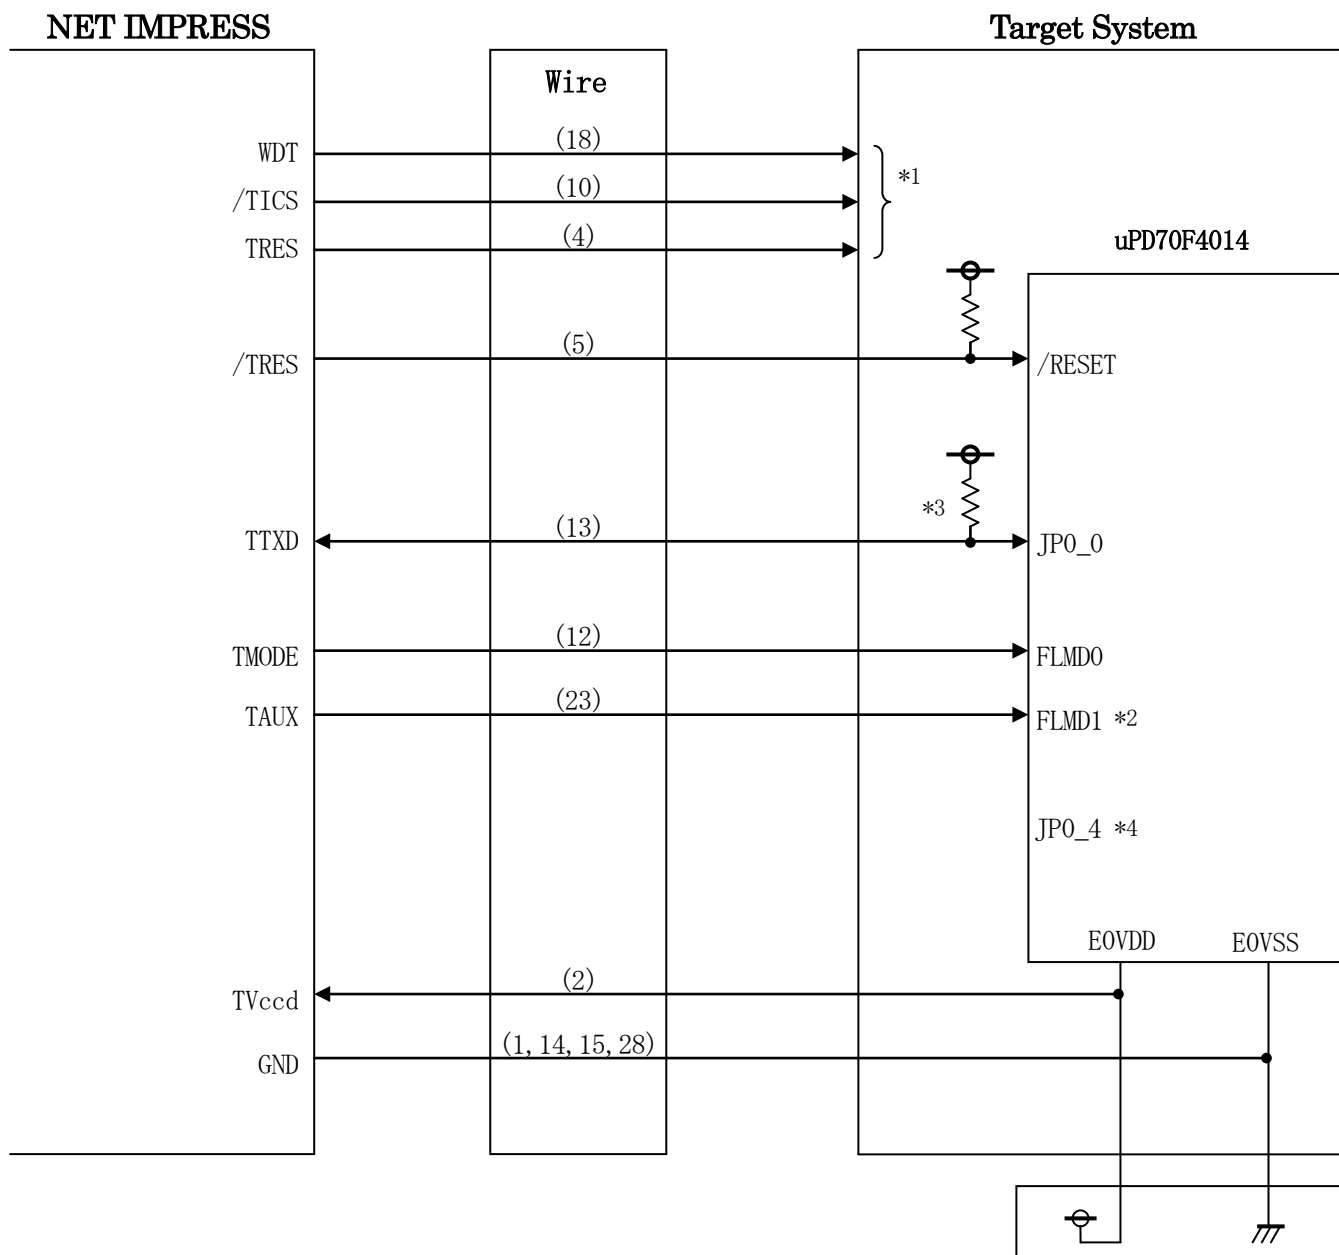 NET IMPRESS
Target System
Wire
WDT
(18)
*1
/TICS
(10)
TRES
(4)
uPD70F4014
/TRES
(5)
/RESET
*3
TTXD
(13)
JP0_0
TMODE
(12)
FLMD0
TAUX
(23)
FLMD1 *2
JP0_4 *4
E0VDD
E0VSS
TVccd
(2)
GND
(1,14,15,28)